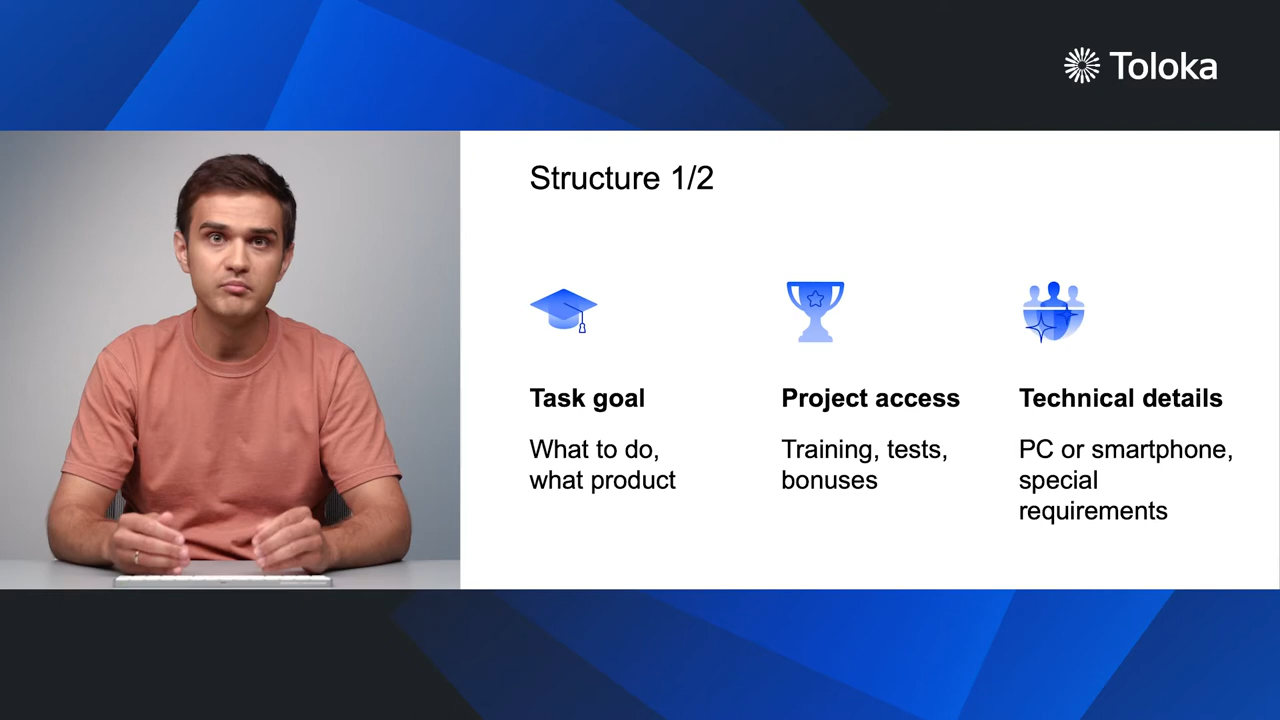 Toloka
Structure 1/2
Task goal
What to do,
what product
Project access
Training, tests,
bonuses
Technical details
PC or smartphone,
special
requirements